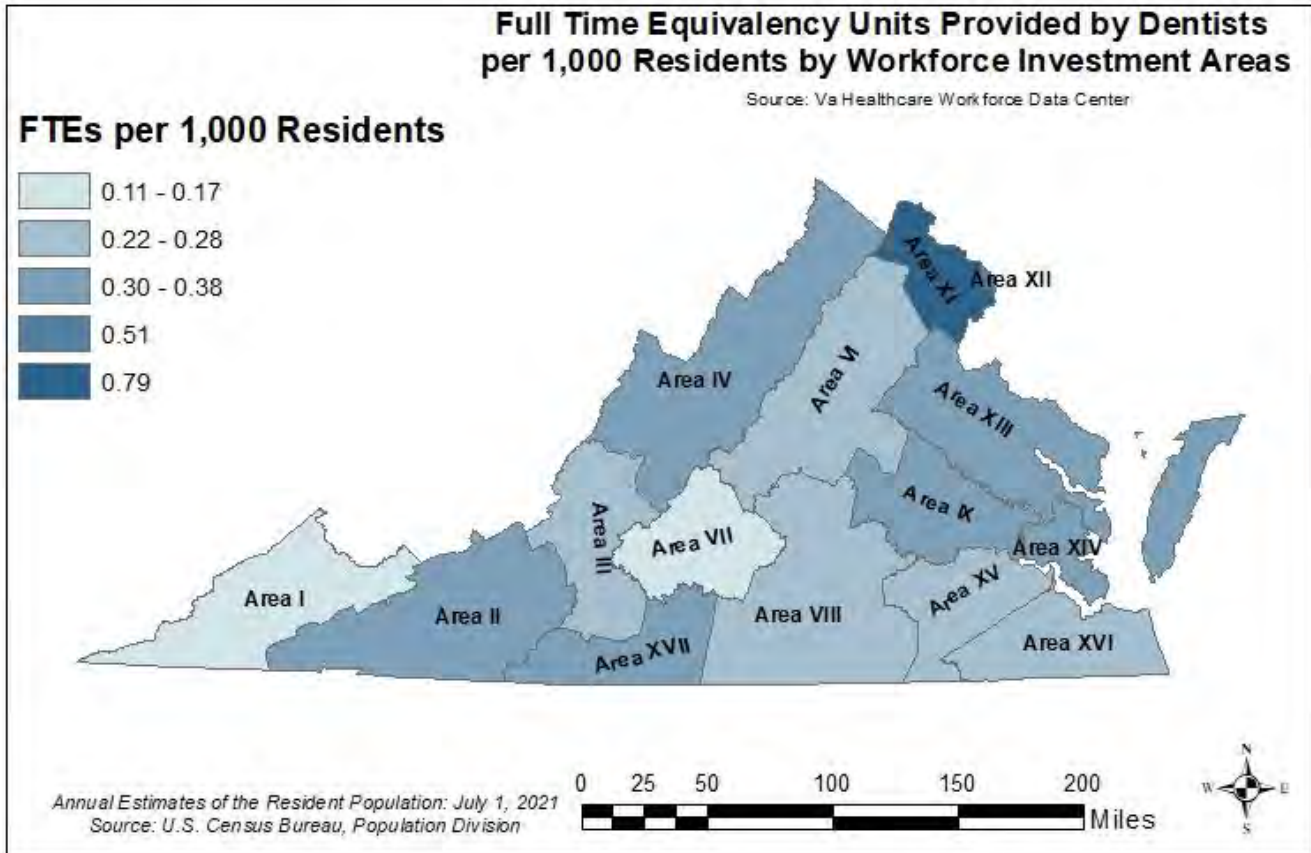 Full Time Equivalency Units Provided by Dentists
per 1,000 Residents by Workforce Investment Areas
Source: Va Healthcare Workforce Data Center
FTEs per 1,000 Residents
0.11 - 0.17
0.22 - 0.28
0.30 - 0.38
0.51
0.79
Area XI
Area XII
Area IV
Area VI
Area XIII
Area IX
Area III
Area VII
Area XIV
Area I
Area II
Area VIII
Area XV
Area XVII
Area XVI
Annual Estimates of the Resident Population: July 1, 2021
Source: U.S. Census Bureau, Population Division
0 25 50 100 150 200
Miles
N
W E
S